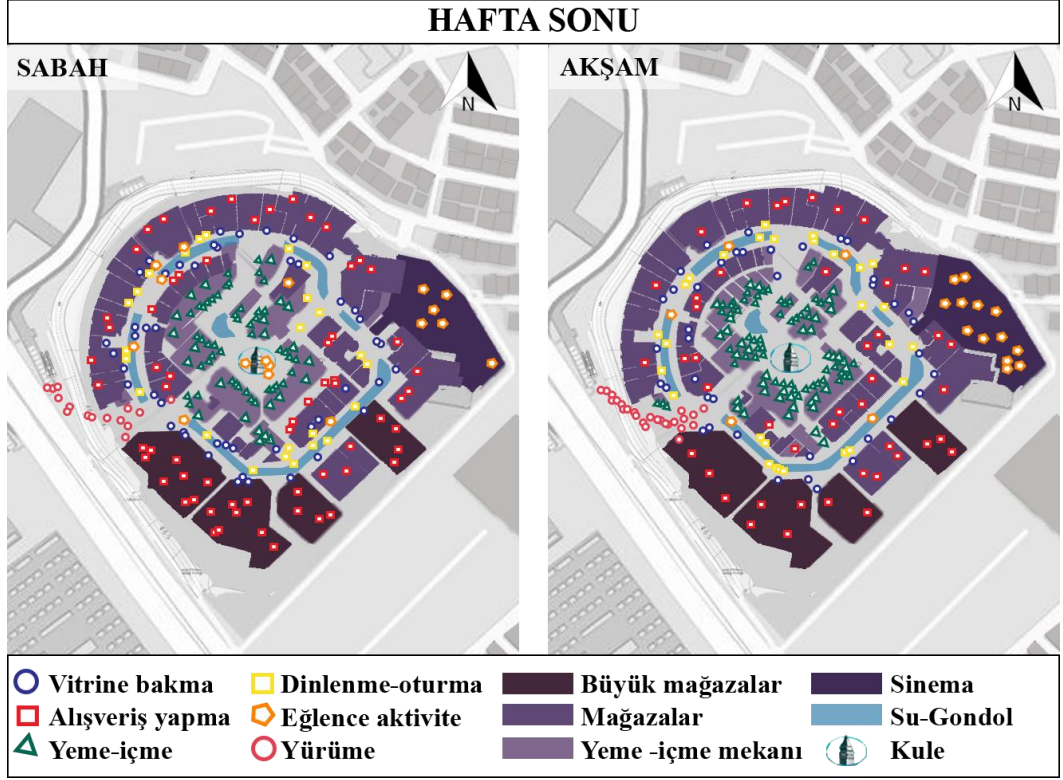 HAFTA SONU
SABAH
AKŞAM
N
N
Vitrine bakma
Dinlenme-oturma
Büyük mağazalar
Sinema
Alışveriş yapma
Eğlence aktivite
Mağazalar
Su-Gondol
Yeme-içme
Yürüme
Yeme -içme mekanı
Kule